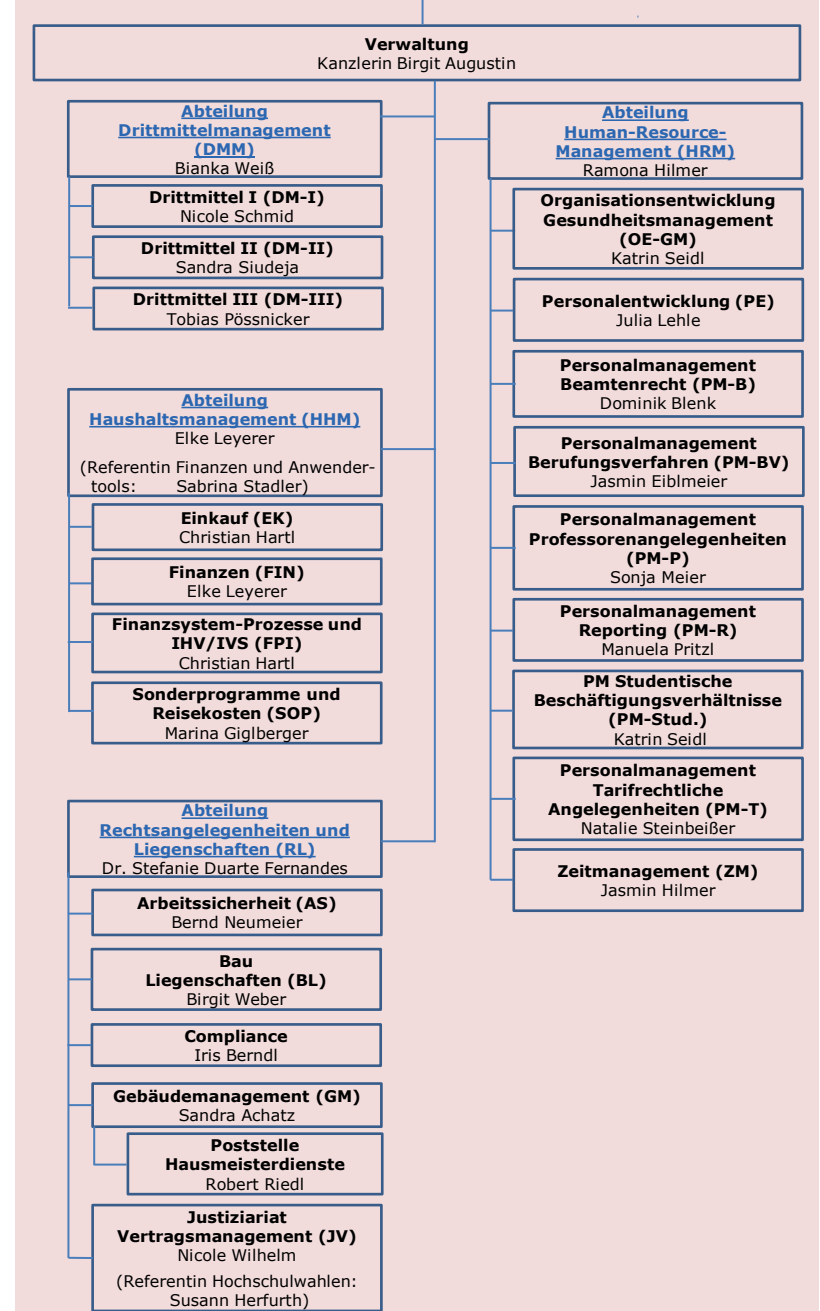 Verwaltung
Kanzlerin Birgit Augustin
Abteilung
Drittmittelmanagement
(DMM)
Bianka Weiß
Drittmittel I (DM-I)
Nicole Schmid
Drittmittel II (DM-II)
Sandra Siudeja
Drittmittel III (DM-III)
Tobias Pössnicker
Abteilung
Haushaltsmanagement (HHM)
Elke Leyerer
(Referentin Finanzen und Anwender-
tools: Sabrina Stadler)
Einkauf (EK)
Christian Hartl
Finanzen (FIN)
Elke Leyerer
Finanzsystem-Prozesse und
IHV/IVS (FPI)
Christian Hartl
Sonderprogramme und
Reisekosten (SOP)
Marina Giglberger
Abteilung
Rechtsangelegenheiten und
Liegenschaften (RL)
Dr. Stefanie Duarte Fernandes
Arbeitssicherheit (AS)
Bernd Neumeier
Bau
Liegenschaften (BL)
Birgit Weber
Compliance
Iris Berndl
Gebäudemanagement (GM)
Sandra Achatz
Poststelle
Hausmeisterdienste
Robert Riedl
Justiziariat
Vertragsmanagement (JV)
Nicole Wilhelm
(Referentin Hochschulwahlen:
Susann Herfurth)
Abteilung
Human-Resource-
Management (HRM)
Ramona Hilmer
Organisationsentwicklung
Gesundheitsmanagement
(OE-GM)
Katrin Seidl
Personalentwicklung (PE)
Julia Lehle
Personalmanagement
Beamtenrecht (PM-B)
Dominik Blenk
Personalmanagement
Berufungsverfahren (PM-BV)
Jasmin Eiblmeier
Personalmanagement
Professorenangelegenheiten
(PM-P)
Sonja Meier
Personalmanagement
Reporting (PM-R)
Manuela Pritzl
PM Studentische
Beschäftigungsverhältnisse
(PM-Stud.)
Katrin Seidl
Personalmanagement
Tarifrechtliche
Angelegenheiten (PM-T)
Natalie Steinbeißer
Zeitmanagement (ZM)
Jasmin Hilmer